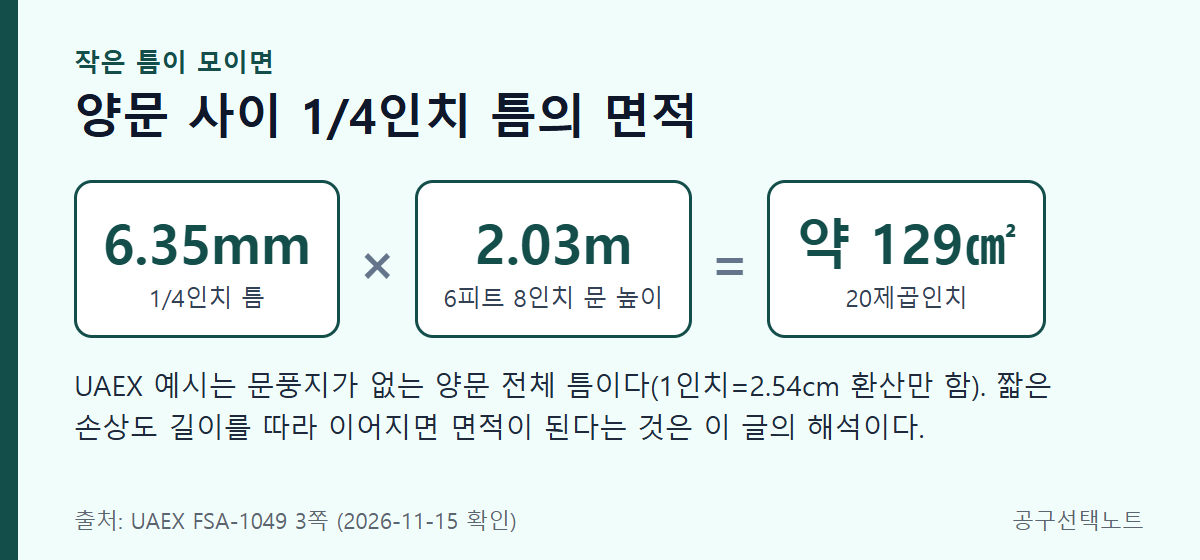 작은 틈이 모이면
양문 사이 1/4인치 틈의 면적
6.35mm
1/4인치 틈
×
2.03m
6피트 8인치 문 높이
=
약 129㎠
20제곱인치
UAEX 예시는 문풍지가 없는 양문 전체 틈이다(1인치=2.54cm 환산만 함). 짧은
손상도 길이를 따라 이어지면 면적이 된다는 것은 이 글의 해석이다.
출처: UAEX FSA-1049 3쪽 (2026-11-15 확인)
공구선택노트